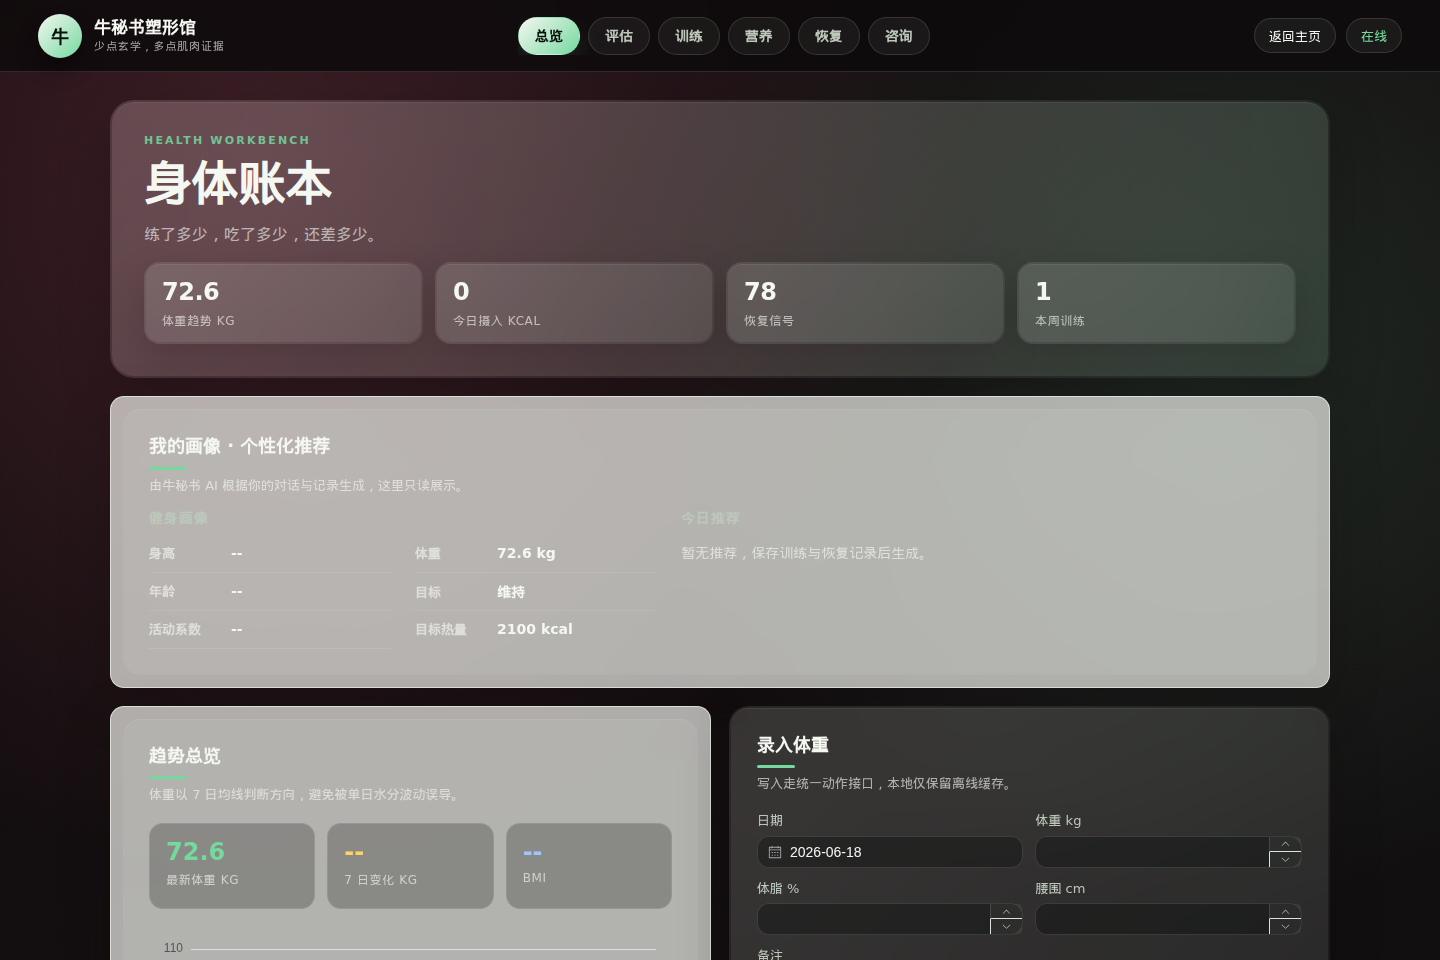 牛
牛秘书塑形馆
少点玄学，多点肌肉证据
总览
评估
训练
营养
恢复
咨询
返回主页
在线
HEALTH WORKBENCH
身体账本
练了多少，吃了多少，还差多少。
72.6
体重趋势 KG
0
今日摄入 KCAL
78
恢复信号
1
本周训练
我的画像 · 个性化推荐
由牛秘书 AI 根据你的对话与记录生成，这里只读展示。
健身画像
身高 --
体重 72.6 kg
年龄 --
目标 维持
活动系数 --
目标热量 2100 kcal
今日推荐
暂无推荐，保存训练与恢复记录后生成。
趋势总览
体重以 7 日均线判断方向，避免被单日水分波动误导。
72.6
最新体重 KG
--
7 日变化 KG
--
BMI
110
录入体重
写入走统一动作接口，本地仅保留离线缓存。
日期
2026-06-18
体重 kg
体脂 %
腰围 cm
备注